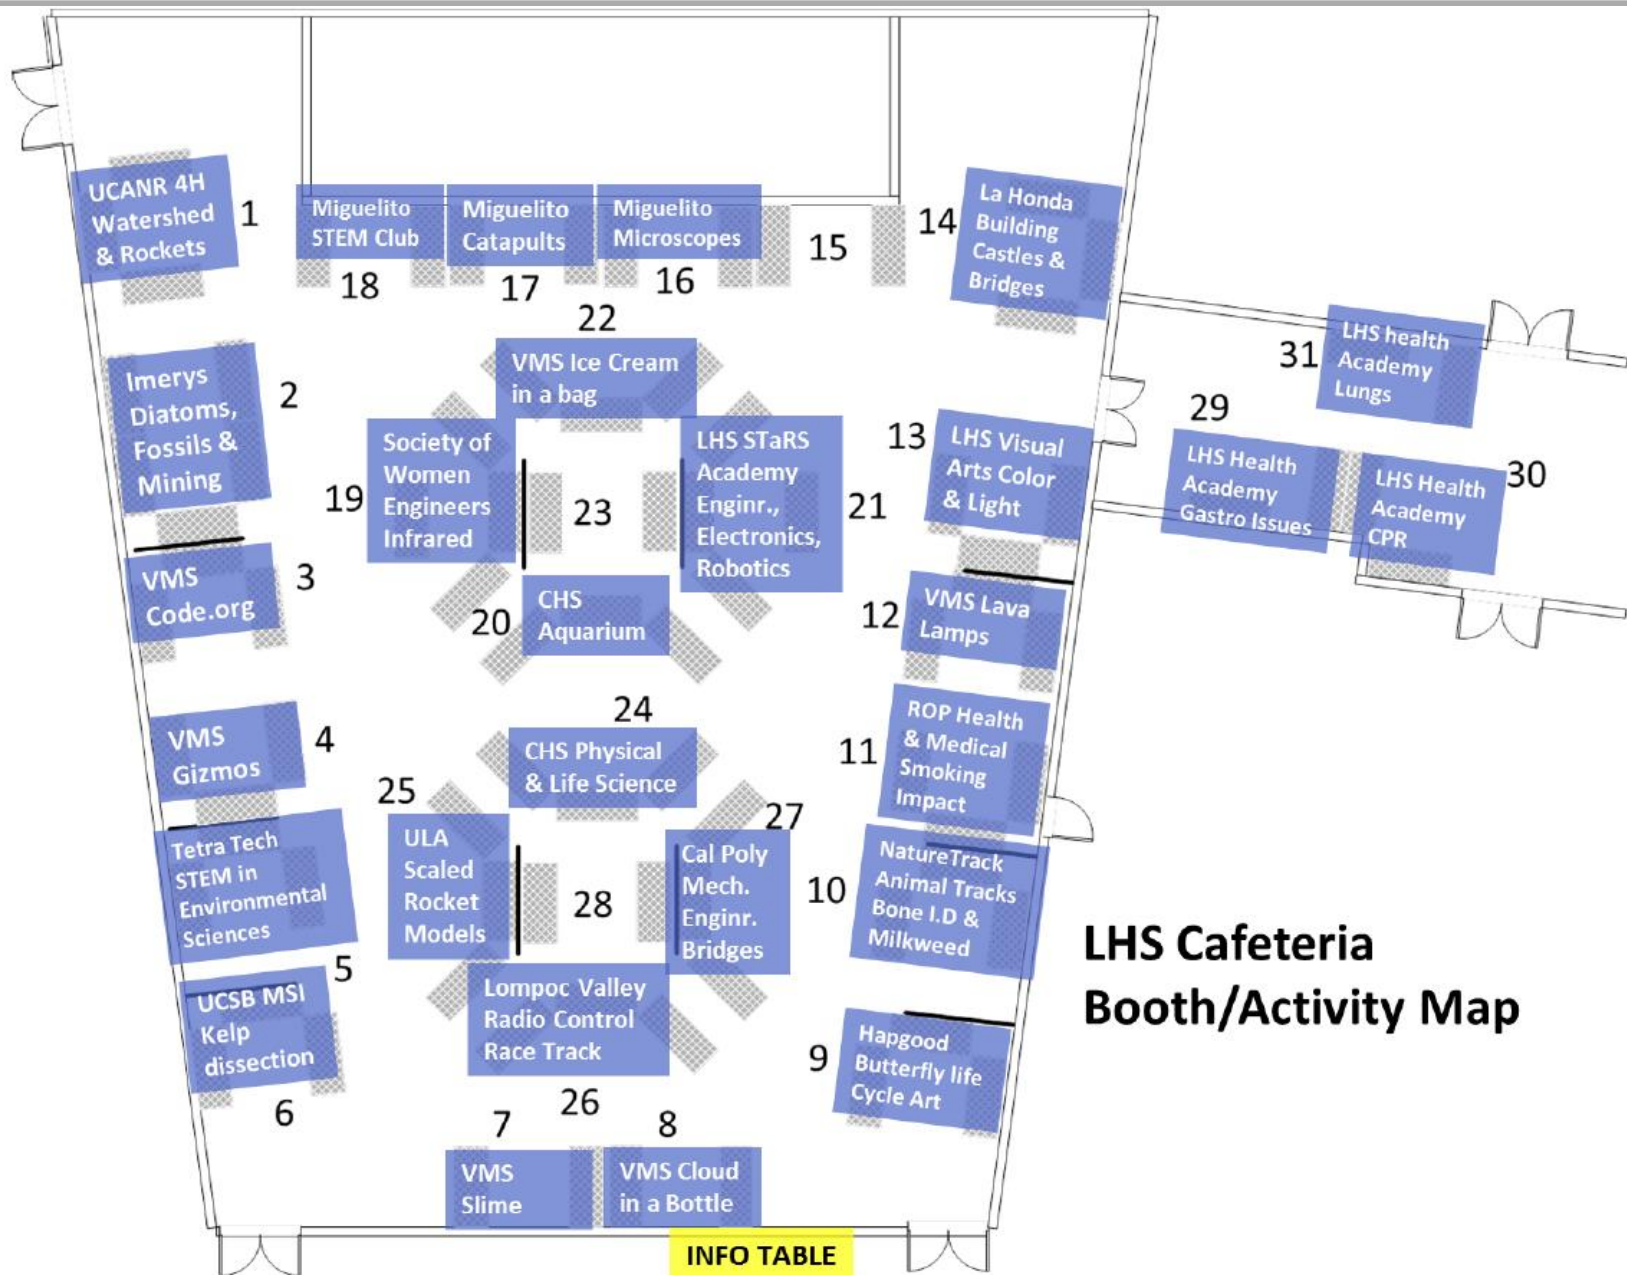 UCANR 4H
Watershed
& Rockets
1
Miguelito
STEM Club
18
Miguelito
Catapults
17
Miguelito
Microscopes
16
15
14
La Honda
Building
Castles &
Bridges
Imerys
Diatoms,
Fossils &
Mining
2
22
VMS Ice Cream
in a bag
Society of
Women
Engineers
Infrared
19
23
LHS STaRS
Academy
Enginr.,
Electronics,
Robotics
21
13
LHS Visual
Arts Color
& Light
31
LHS health
Academy
Lungs
29
LHS Health
Academy
Gastro Issues
LHS Health
Academy
CPR
30
VMS
Code.org
3
20
CHS
Aquarium
12
VMS Lava
Lamps
VMS
Gizmos
4
24
CHS Physical
& Life Science
11
ROP Health
& Medical
Smoking
Impact
Tetra Tech
STEM in
Environmental
Sciences
5
25
ULA
Scaled
Rocket
Models
28
27
Cal Poly
Mech.
Enginr.
Bridges
10
NatureTrack
Animal Tracks
Bone I.D &
Milkweed
LHS Cafeteria
Booth/Activity Map
UCSB MSI
Kelp
dissection
6
Lompoc Valley
Radio Control
Race Track
26
9
Hapgood
Butterfly life
Cycle Art
7
VMS
Slime
8
VMS Cloud
in a Bottle
INFO TABLE